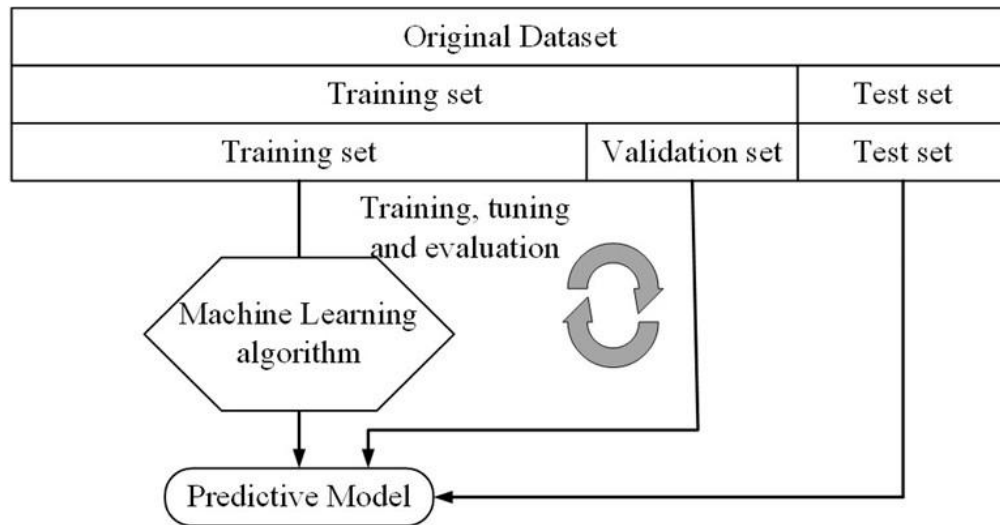 Original Dataset
Training set
Test set
Training set
Validation set
Test set
Training, tuning
and evaluation
Machine Learning
algorithm
Predictive Model